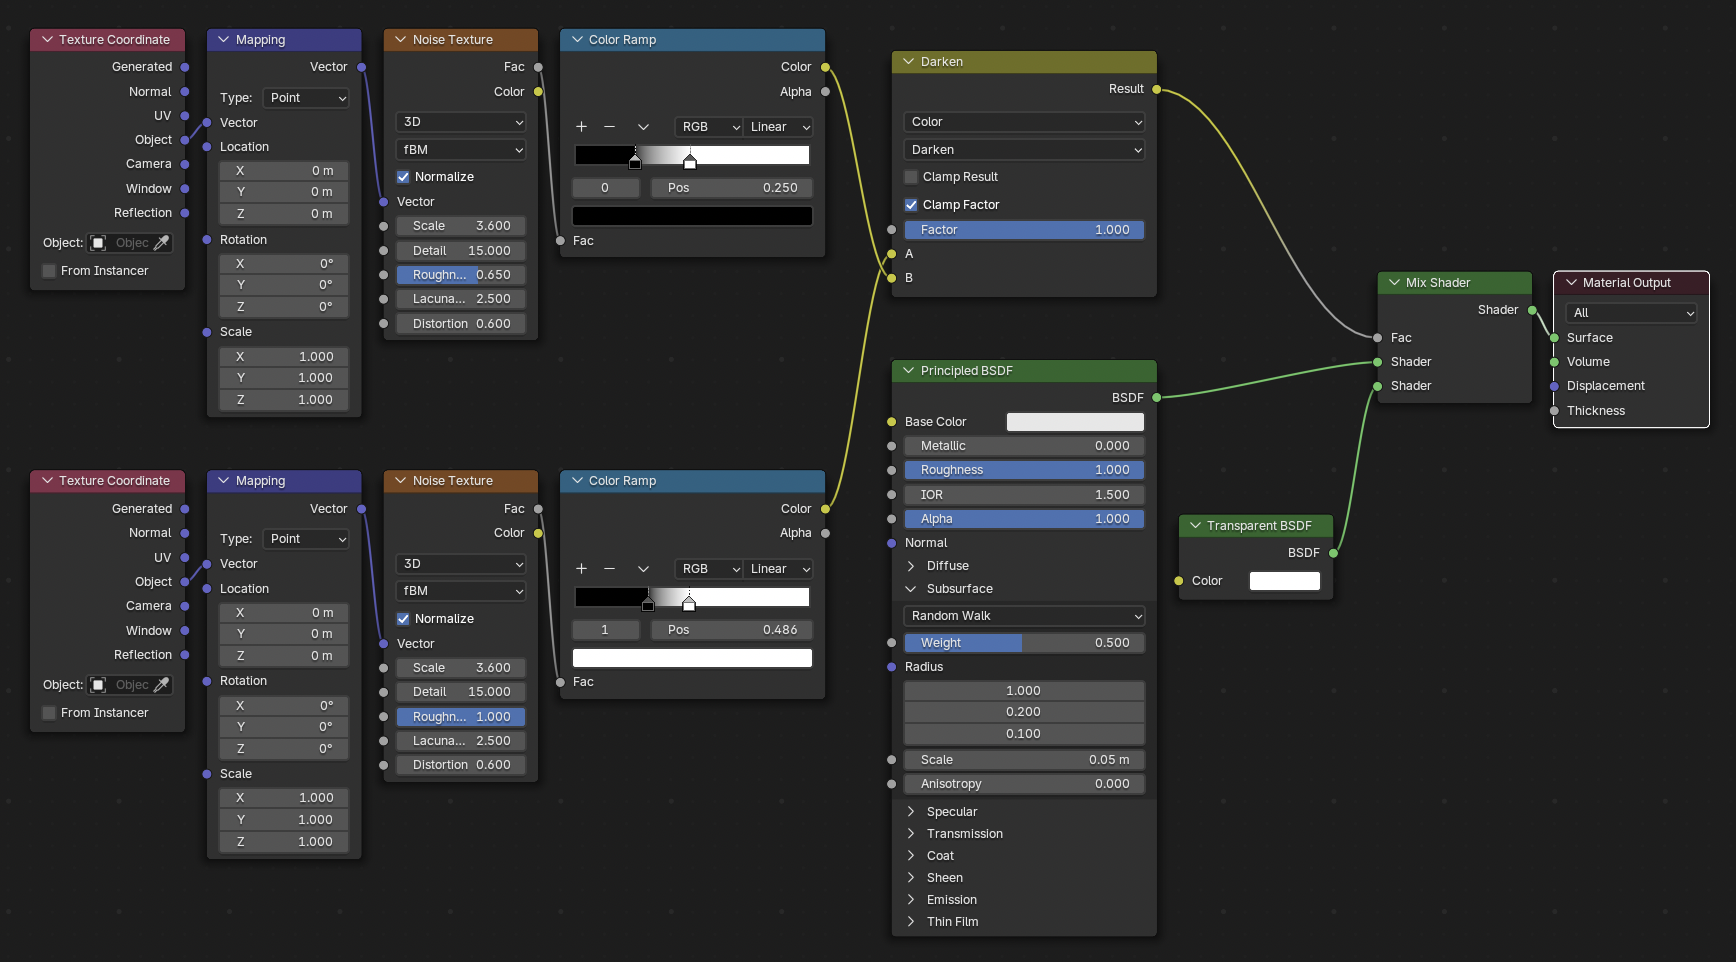 Texture Coordinate
Generated
Normal
UV
Object
Camera
Window
Reflection
Object: Objec
From Instancer
Mapping
Vector
Type: Point
Vector
Location
X 0 m
Y 0 m
Z 0 m
Rotation
X 0°
Y 0°
Z 0°
Scale
X 1.000
Y 1.000
Z 1.000
Noise Texture
Fac
Color
3D
fBM
Normalize
Vector
Scale 3.600
Detail 15.000
Roughn... 0.650
Lacuna... 2.500
Distortion 0.600
Color Ramp
Color
Alpha
RGB Linear
0 Pos 0.250
Fac
Darken
Result
Color
Darken
Clamp Result
Clamp Factor
Factor 1.000
A
B
Texture Coordinate
Generated
Normal
UV
Object
Camera
Window
Reflection
Object: Objec
From Instancer
Mapping
Vector
Type: Point
Vector
Location
X 0 m
Y 0 m
Z 0 m
Rotation
X 0°
Y 0°
Z 0°
Scale
X 1.000
Y 1.000
Z 1.000
Noise Texture
Fac
Color
3D
fBM
Normalize
Vector
Scale 3.600
Detail 15.000
Roughn... 1.000
Lacuna... 2.500
Distortion 0.600
Color Ramp
Color
Alpha
RGB Linear
1 Pos 0.486
Fac
Principled BSDF
BSDF
Base Color
Metallic 0.000
Roughness 1.000
IOR 1.500
Alpha 1.000
Normal
Diffuse
Subsurface
Random Walk
Weight 0.500
Radius
1.000
0.200
0.100
Scale 0.05 m
Anisotropy 0.000
Specular
Transmission
Coat
Sheen
Emission
Thin Film
Transparent BSDF
BSDF
Color
Mix Shader
Shader
Fac
Shader
Shader
Material Output
All
Surface
Volume
Displacement
Thickness